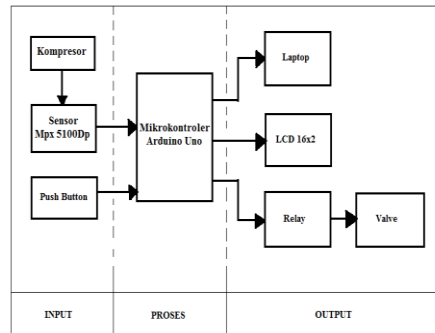 Kompresor
Sensor
Mpx 5100Dp
Push Button
Mikrokontroler
Arduino Uno
Laptop
LCD 16x2
Relay
Valve
INPUT
PROSES
OUTPUT